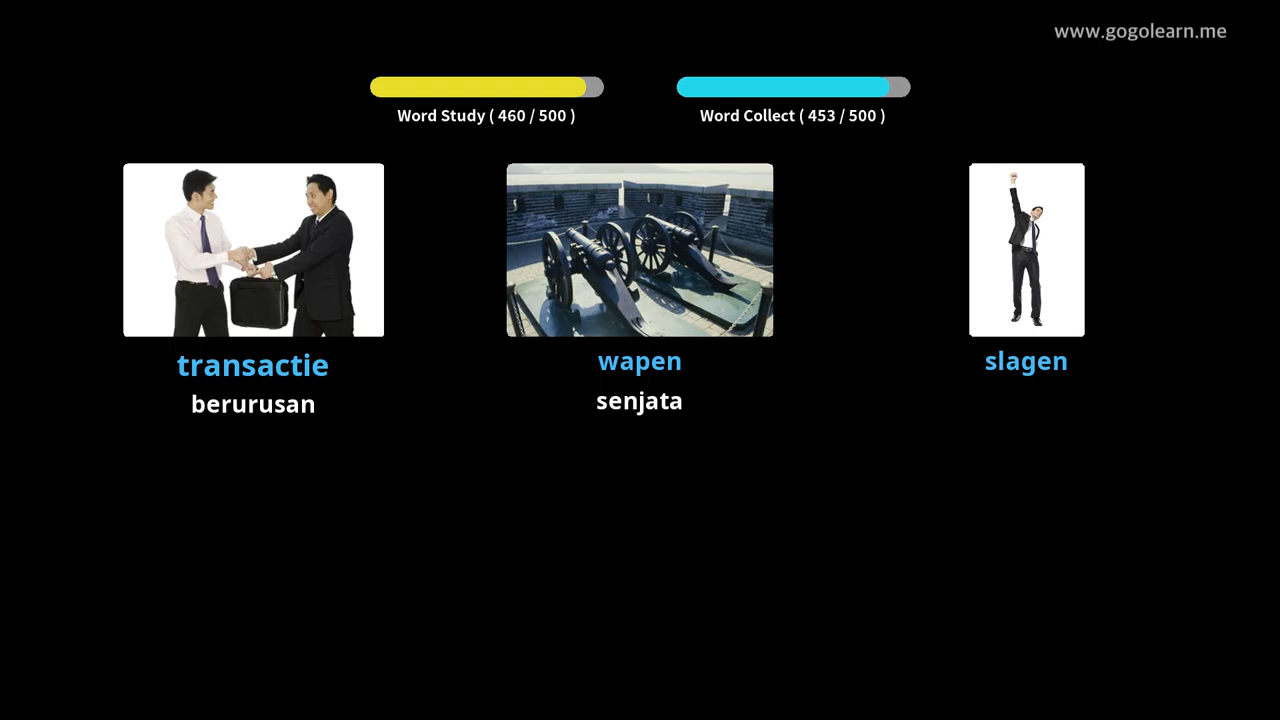 www.gogolearn.me
Word Study ( 460 / 500 )
Word Collect ( 453 / 500 )
transactie
wapen
slagen
berurusan
senjata